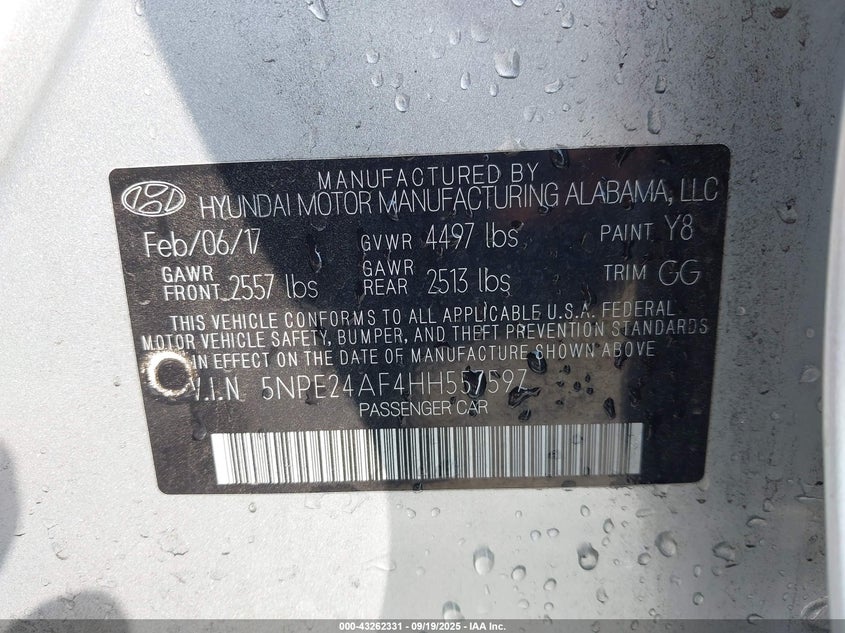 MANUFACTURED BY
HYUNDAI MOTOR MANUFACTURING ALABAMA, LLC
Feb/06/17 GVWR 4497 lbs PAINT Y8
GAWR FRONT 2557 lbs GAWR REAR 2513 lbs TRIM GG
THIS VEHICLE CONFORMS TO ALL APPLICABLE U.S.A. FEDERAL
MOTOR VEHICLE SAFETY, BUMPER, AND THEFT PREVENTION STANDARDS
IN EFFECT ON THE DATE OF MANUFACTURE SHOWN ABOVE
V.I.N 5NPE24AF4HH557597
PASSENGER CAR
000-43262331 - 09/19/2025 - IAA Inc.